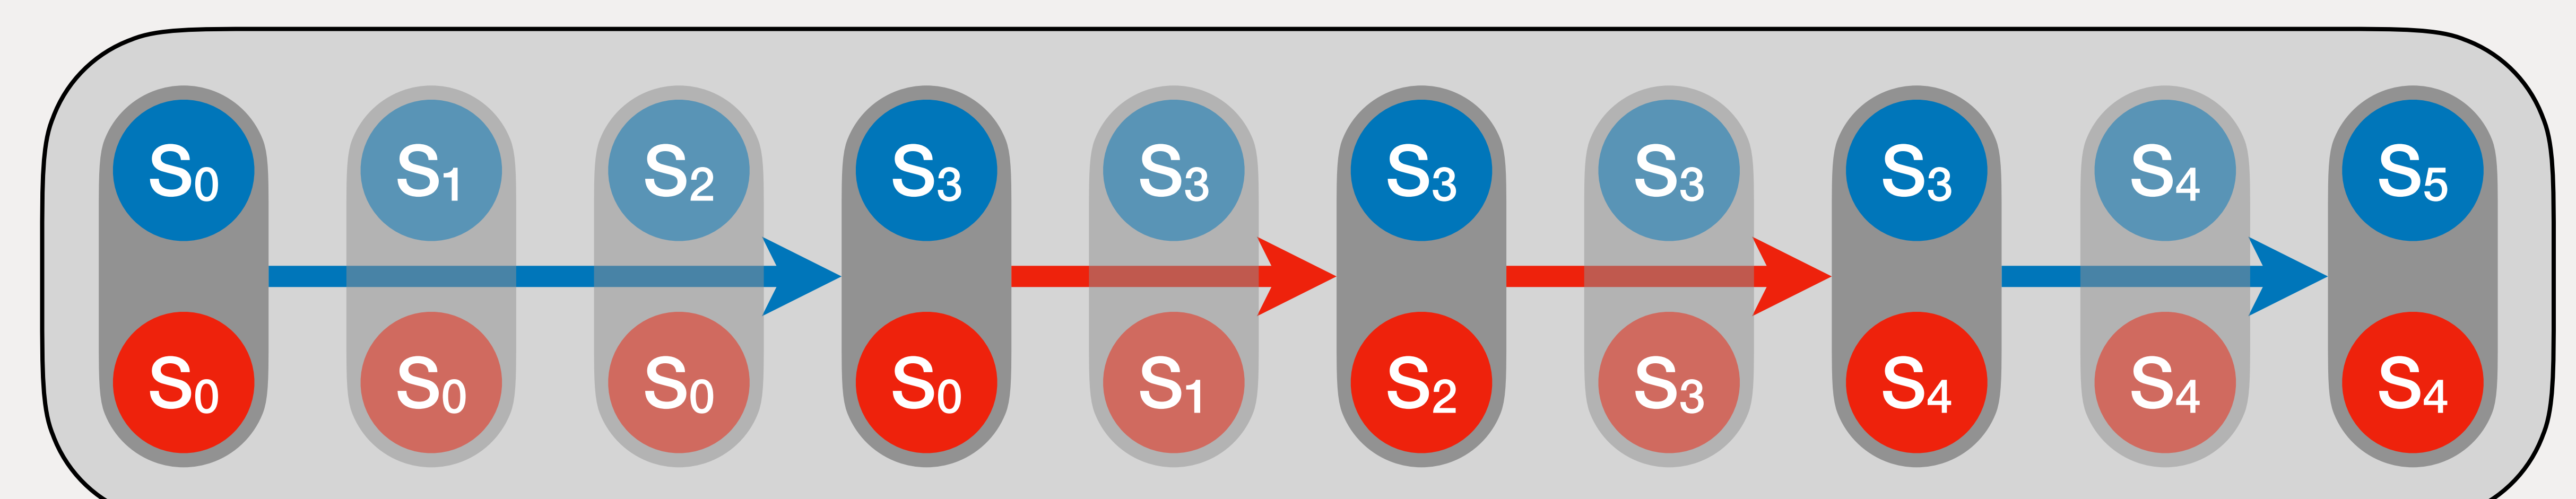 S₀ S₁ S₂ S₃ S₃ S₃ S₃ S₃ S₄ S₅
S₀ S₀ S₀ S₀ S₁ S₂ S₃ S₄ S₄ S₄